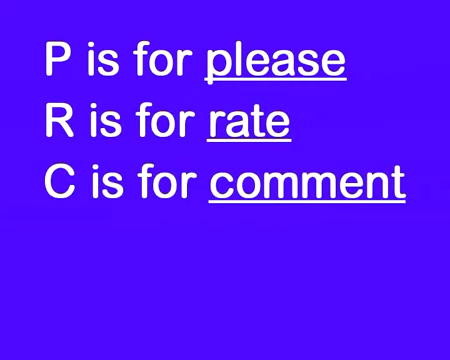 P is for please
R is for rate
C is for comment